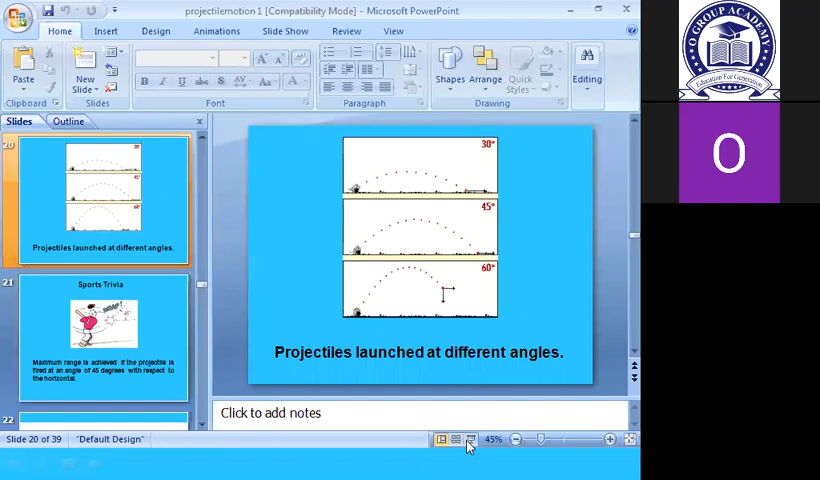 projectilemotion 1 [Compatibility Mode] - Microsoft PowerPoint
Home Insert Design Animations Slide Show Review View
Paste
New
Slide
Shapes
Arrange
Quick
Styles
Editing
Clipboard
Slides
Font
Paragraph
Drawing
Slides
Outline
20
30°
45°
60°
Projectiles launched at different angles.
21
Sports Trivia
Maximum range is achieved if the projectile is
fired at an angle of 45 degrees with respect to
the horizontal.
22
30°
45°
60°
Projectiles launched at different angles.
Click to add notes
Slide 20 of 39
"Default Design"
45%
O GROUP ACADEMY
Education For Generation
O